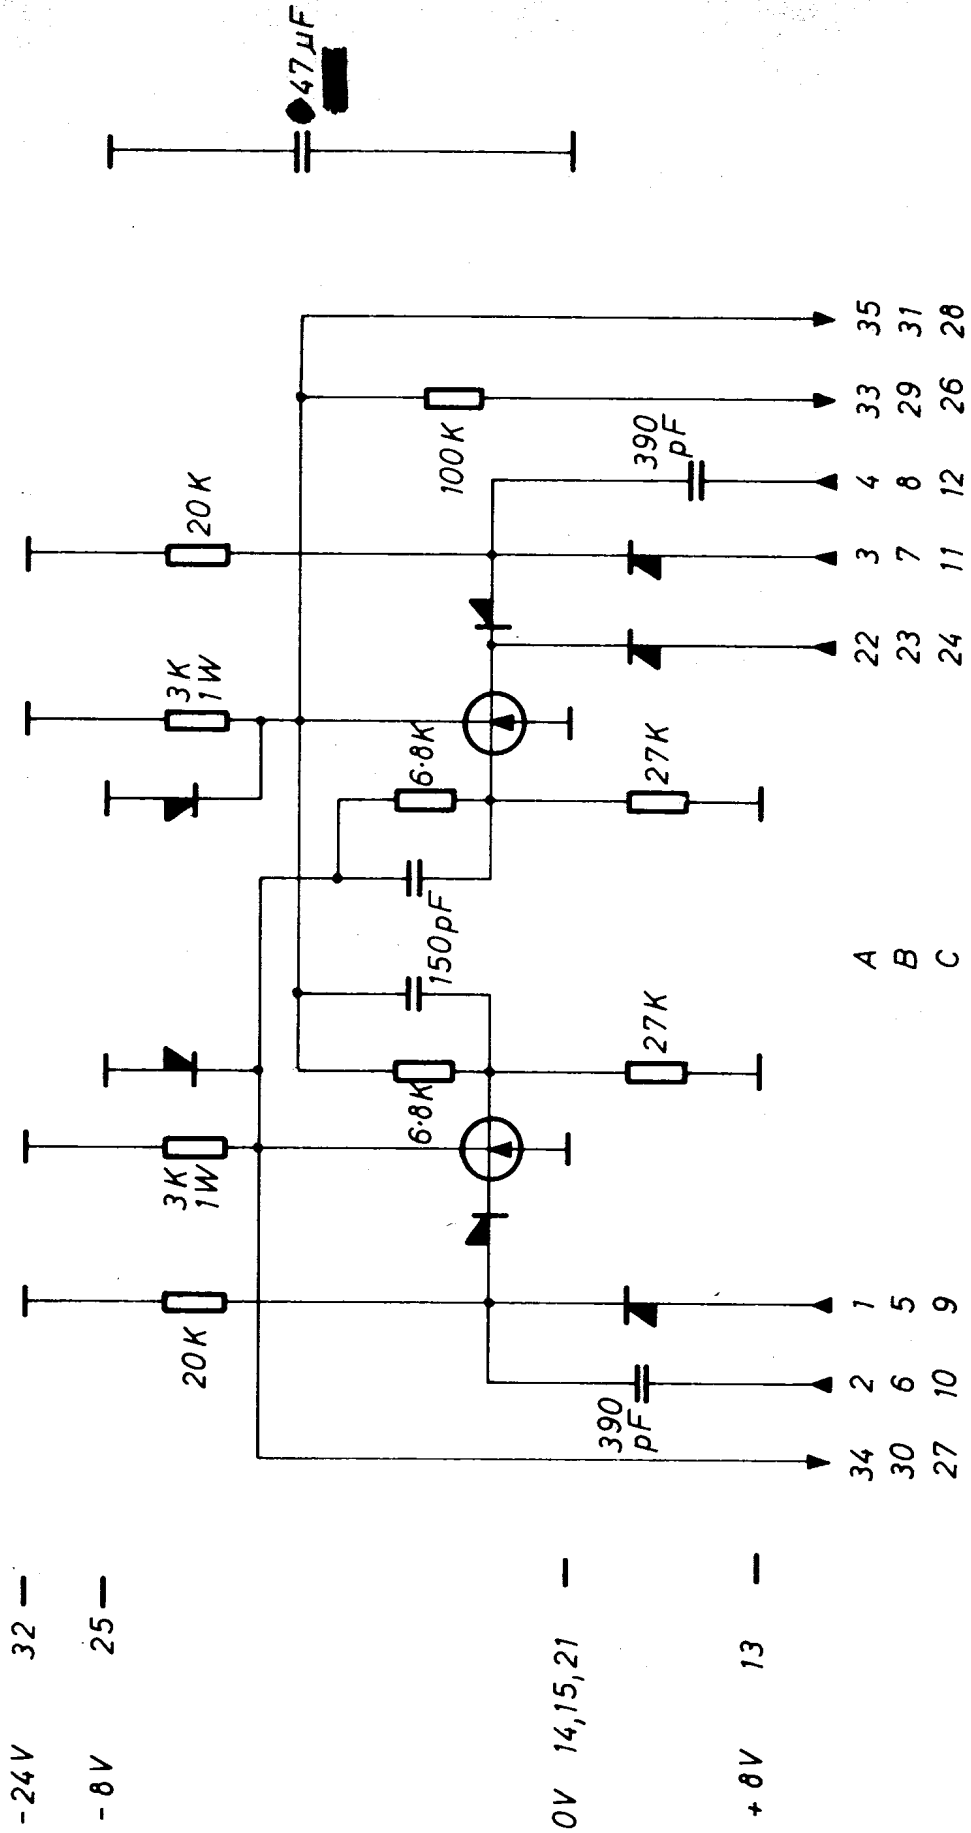 -24V 32
-8V 25
0V 14,15,21
+8V 13
20K
3K
1W
3K
1W
20K
47µF
6.8K
150pF
6.8K
100K
390
pF
27K
27K
390
pF
34 2 1 A 22 3 4 33 35
30 6 5 B 23 7 8 29 31
27 10 9 C 24 11 12 26 28